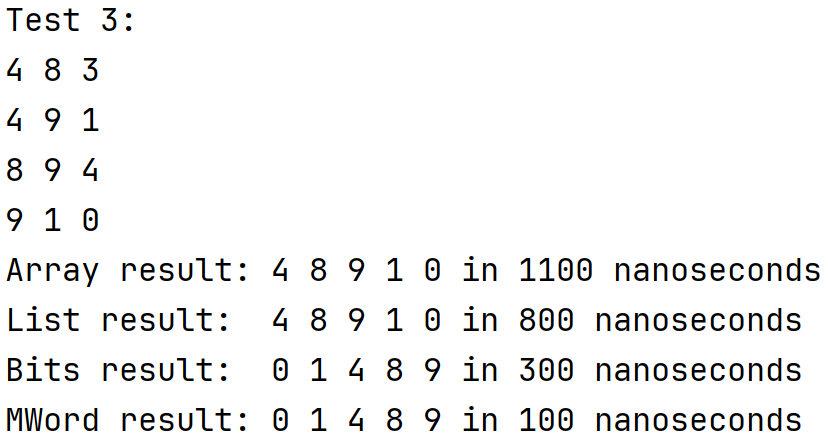 Test 3:
4 8 3
4 9 1
8 9 4
9 1 0
Array result: 4 8 9 1 0 in 1100 nanoseconds
List result:  4 8 9 1 0 in 800 nanoseconds
Bits result:  0 1 4 8 9 in 300 nanoseconds
MWord result: 0 1 4 8 9 in 100 nanoseconds